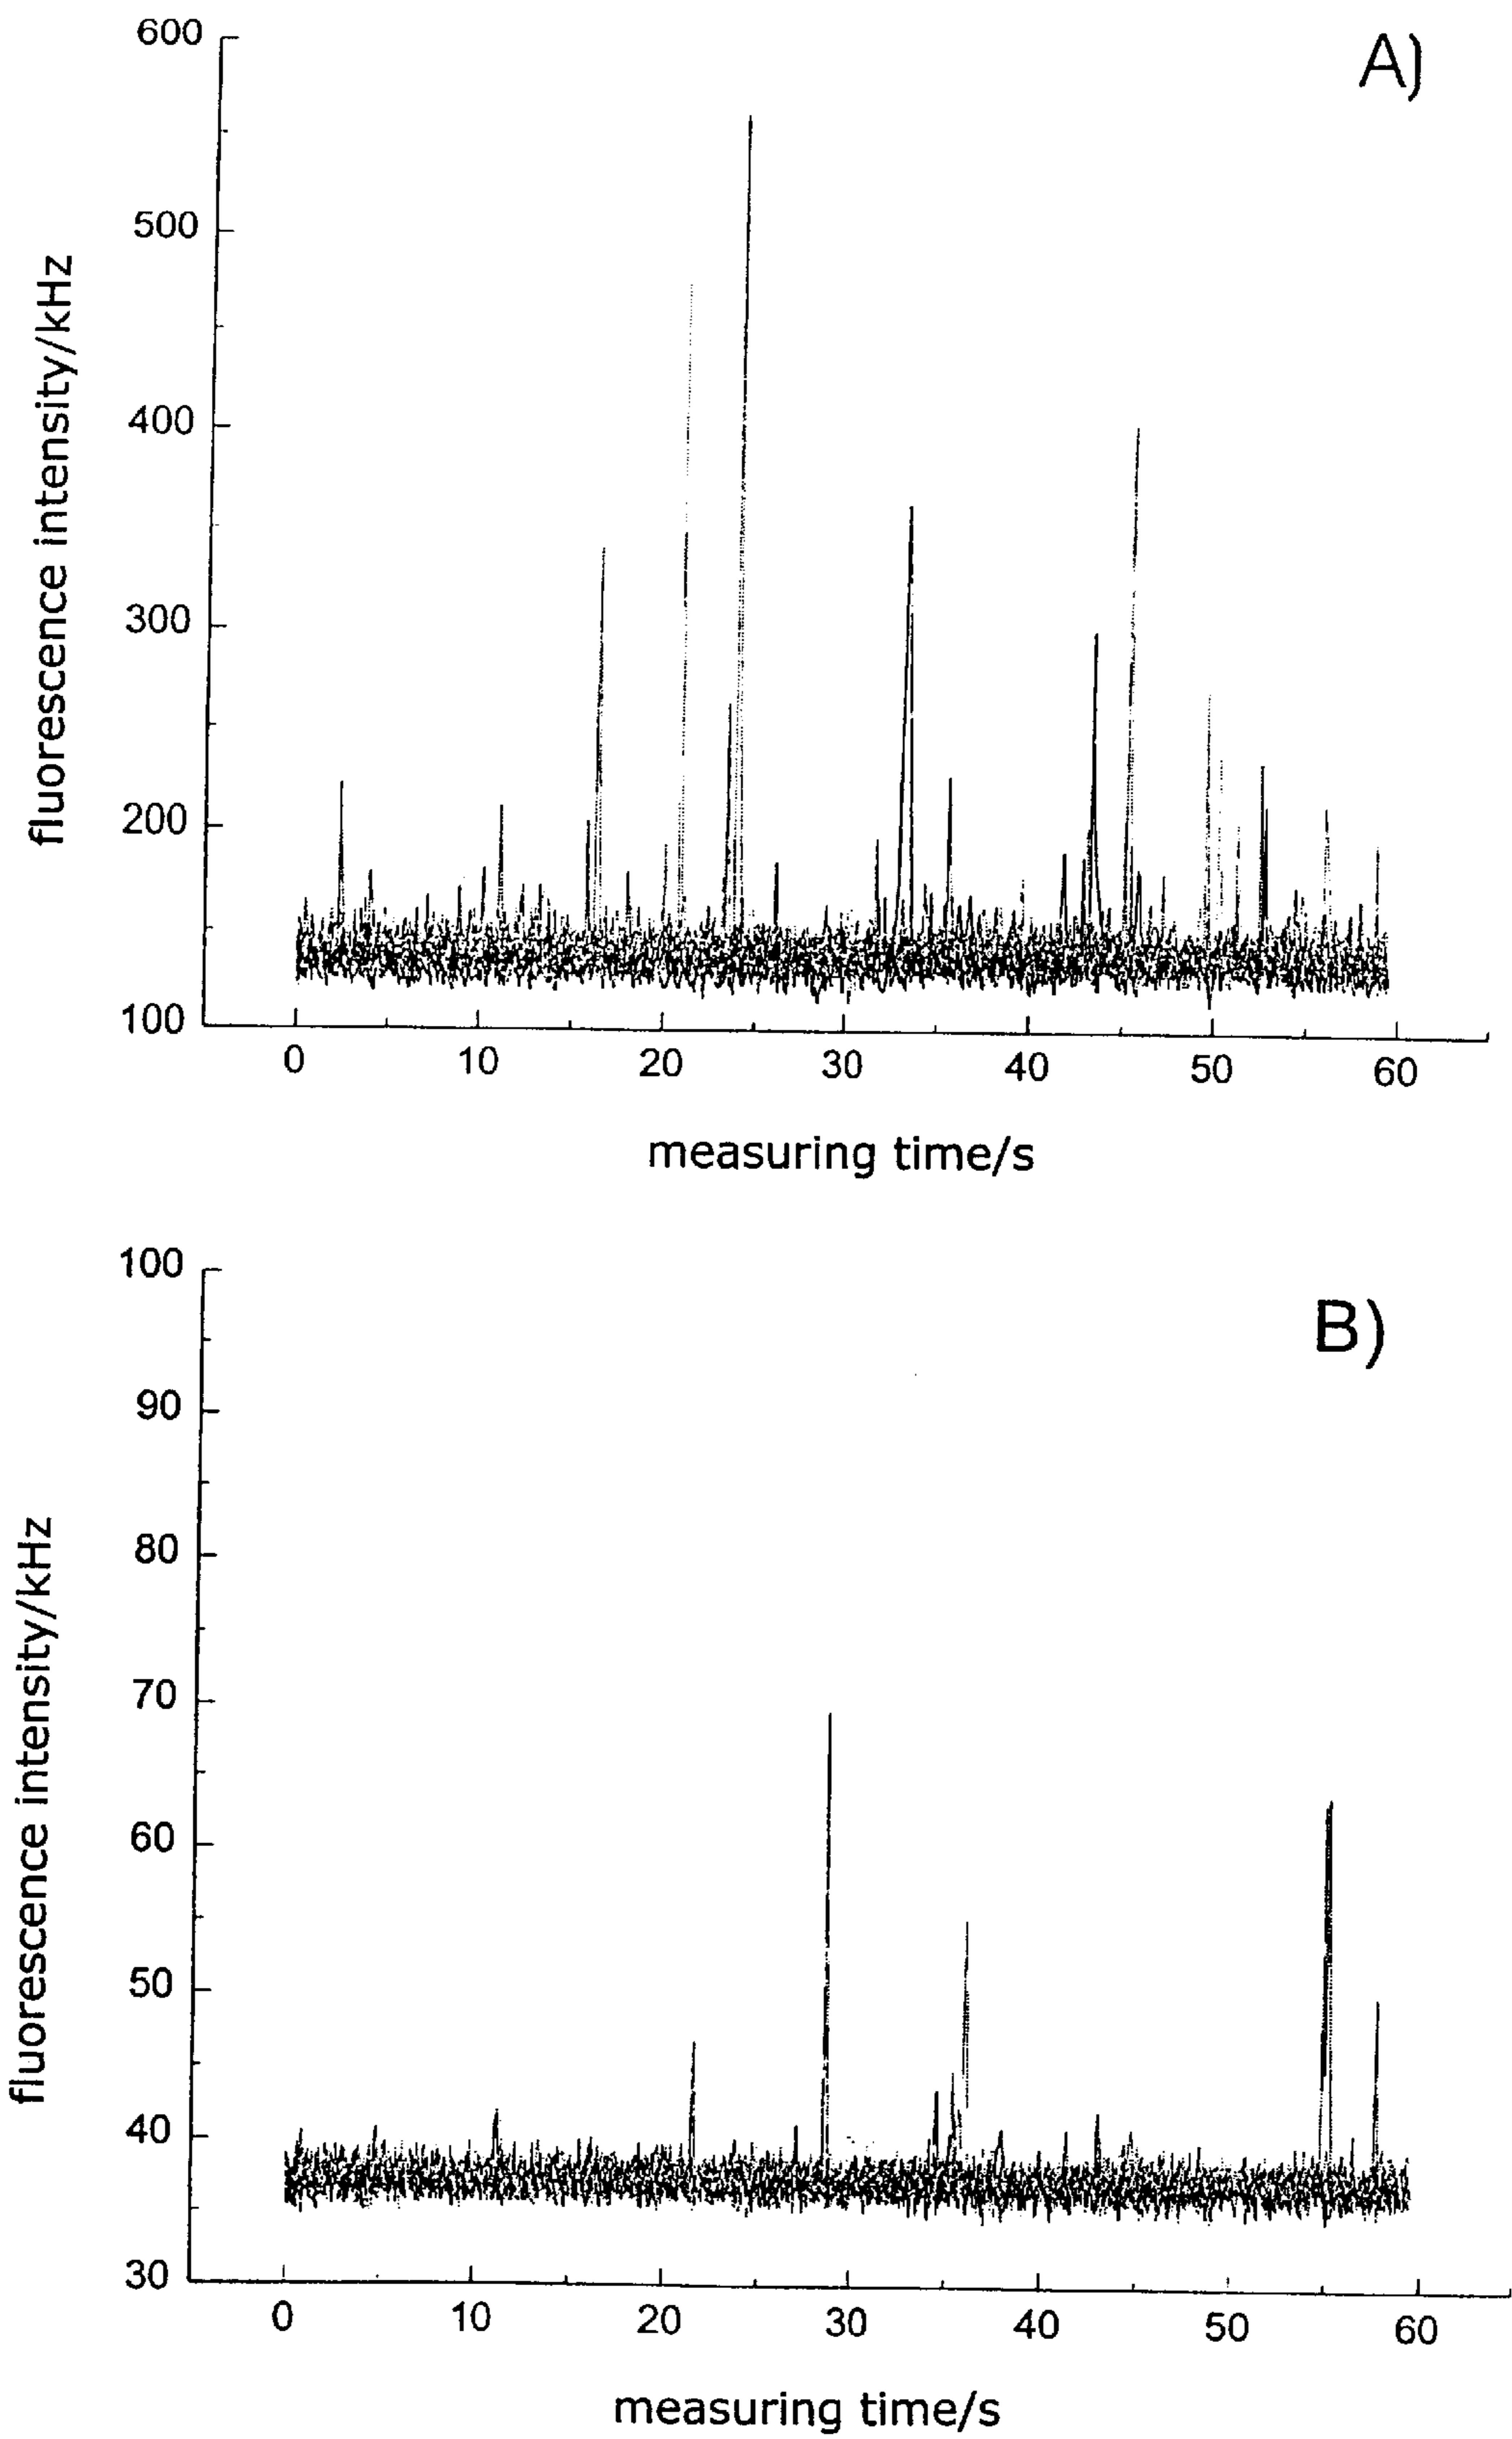 A)
600
500
400
300
200
100
fluorescence intensity/kHz
0 10 20 30 40 50 60
measuring time/s
B)
100
90
80
70
60
50
40
30
fluorescence intensity/kHz
0 10 20 30 40 50 60
measuring time/s